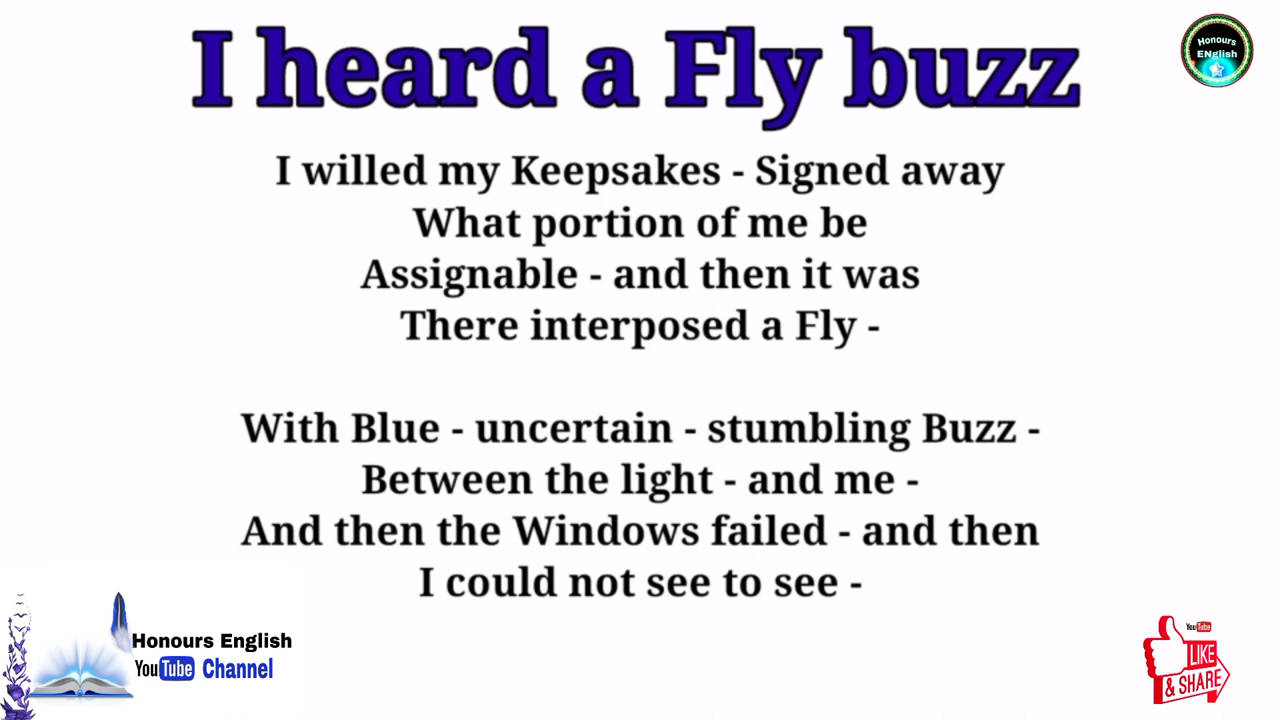 I heard a Fly buzz
Honours
ENglish
I willed my Keepsakes - Signed away
What portion of me be
Assignable - and then it was
There interposed a Fly -
With Blue - uncertain - stumbling Buzz -
Between the light - and me -
And then the Windows failed - and then
I could not see to see -
Honours English
YouTube Channel
YouTube
LIKE
& SHARE